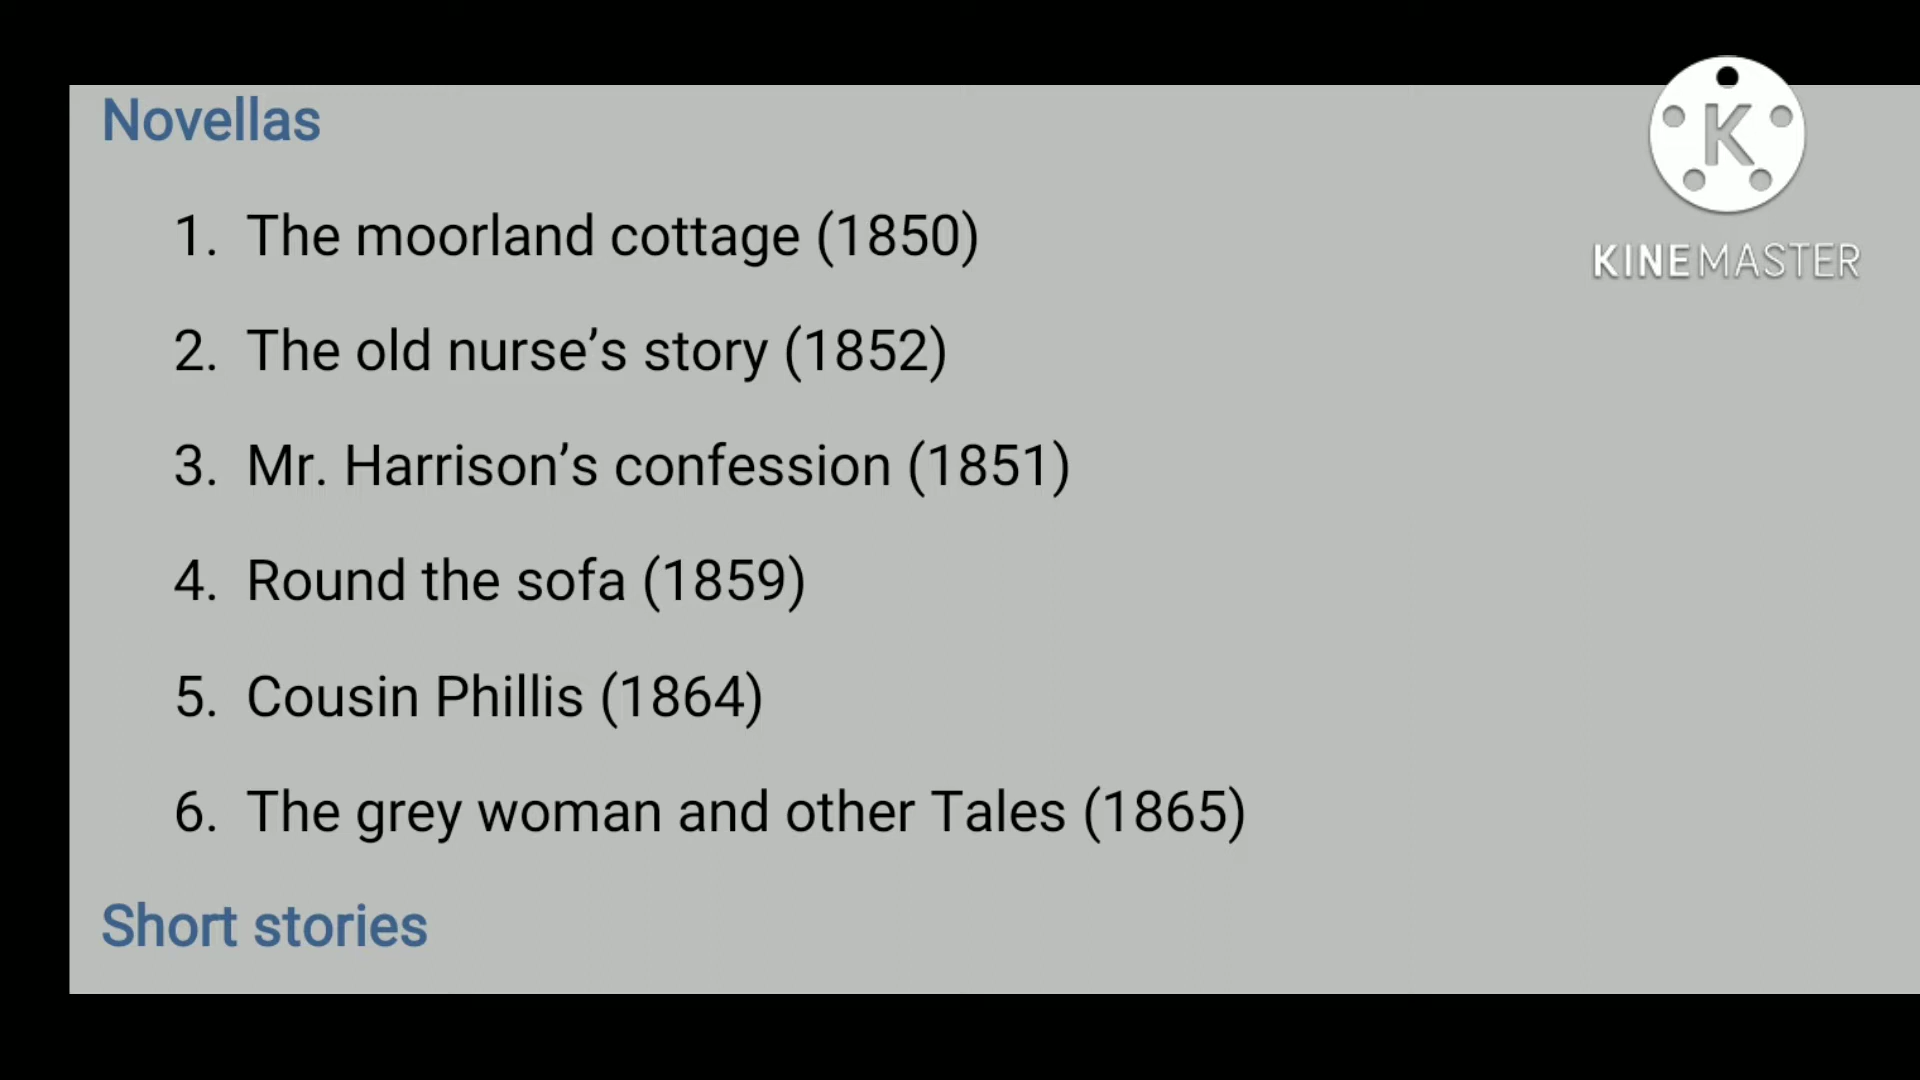 Novellas
1. The moorland cottage (1850)
2. The old nurse’s story (1852)
3. Mr. Harrison’s confession (1851)
4. Round the sofa (1859)
5. Cousin Phillis (1864)
6. The grey woman and other Tales (1865)
Short stories
K
KINEMASTER